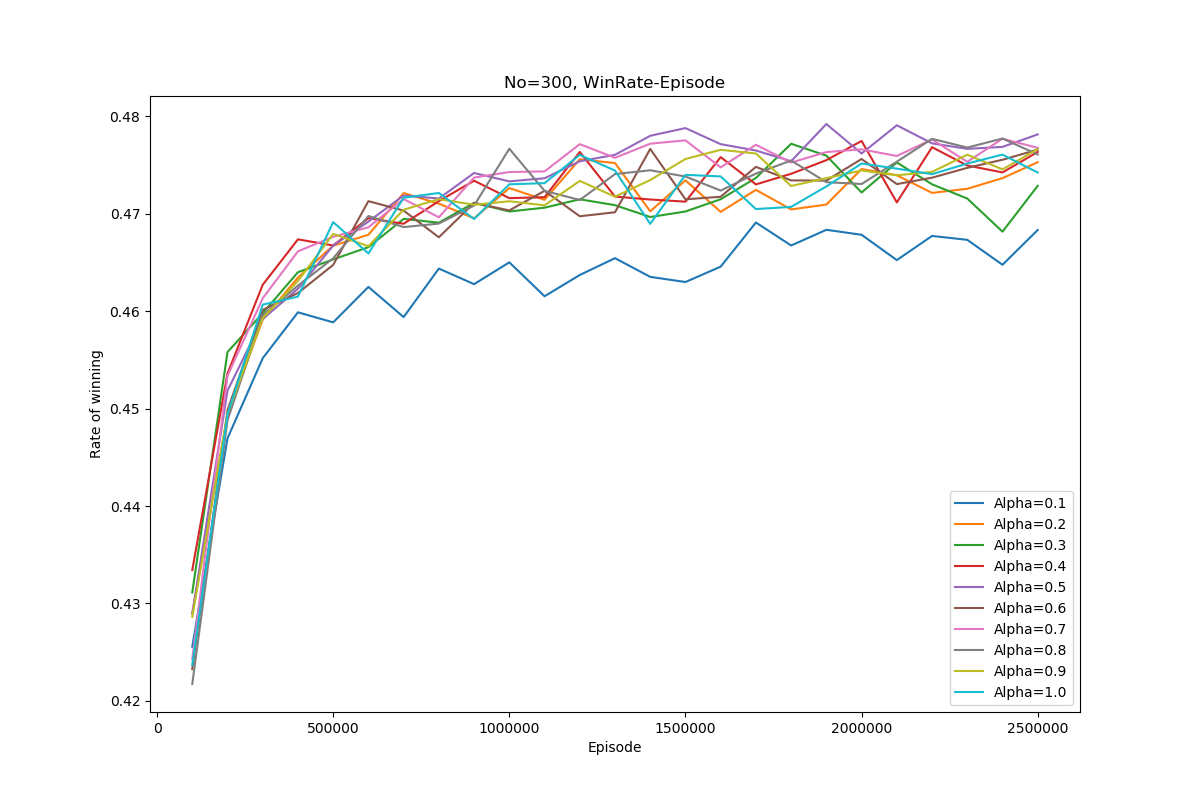 No=300, WinRate-Episode
0.48
0.47
0.46
0.45
0.44
0.43
0.42
Rate of winning
0 500000 1000000 1500000 2000000 2500000
Episode
Alpha=0.1
Alpha=0.2
Alpha=0.3
Alpha=0.4
Alpha=0.5
Alpha=0.6
Alpha=0.7
Alpha=0.8
Alpha=0.9
Alpha=1.0